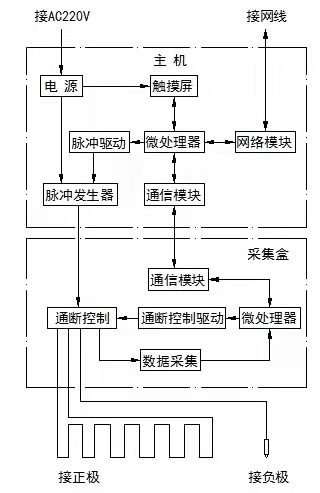 接AC220V
接网线
主 机
电 源
触摸屏
脉冲驱动
微处理器
网络模块
脉冲发生器
通信模块
采集盒
通信模块
通断控制
通断控制驱动
微处理器
数据采集
接正极
接负极